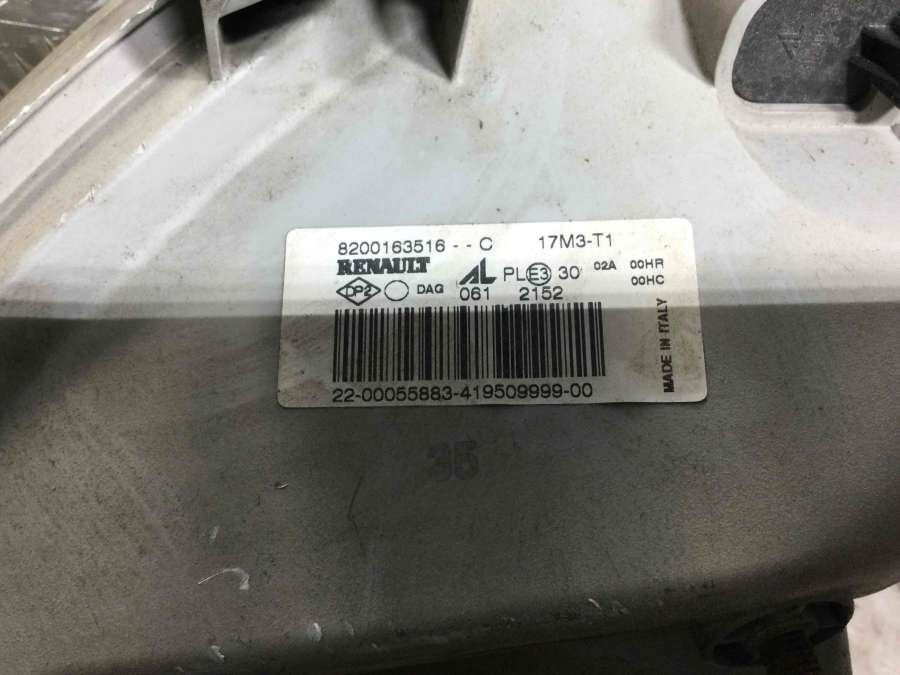 8200163516 - - C 17M3-T1
RENAULT AL PL E3 30 02A 00HR
00HC
DP2 DAG 061 2152
MADE IN ITALY
22-00055883-419509999-00
35